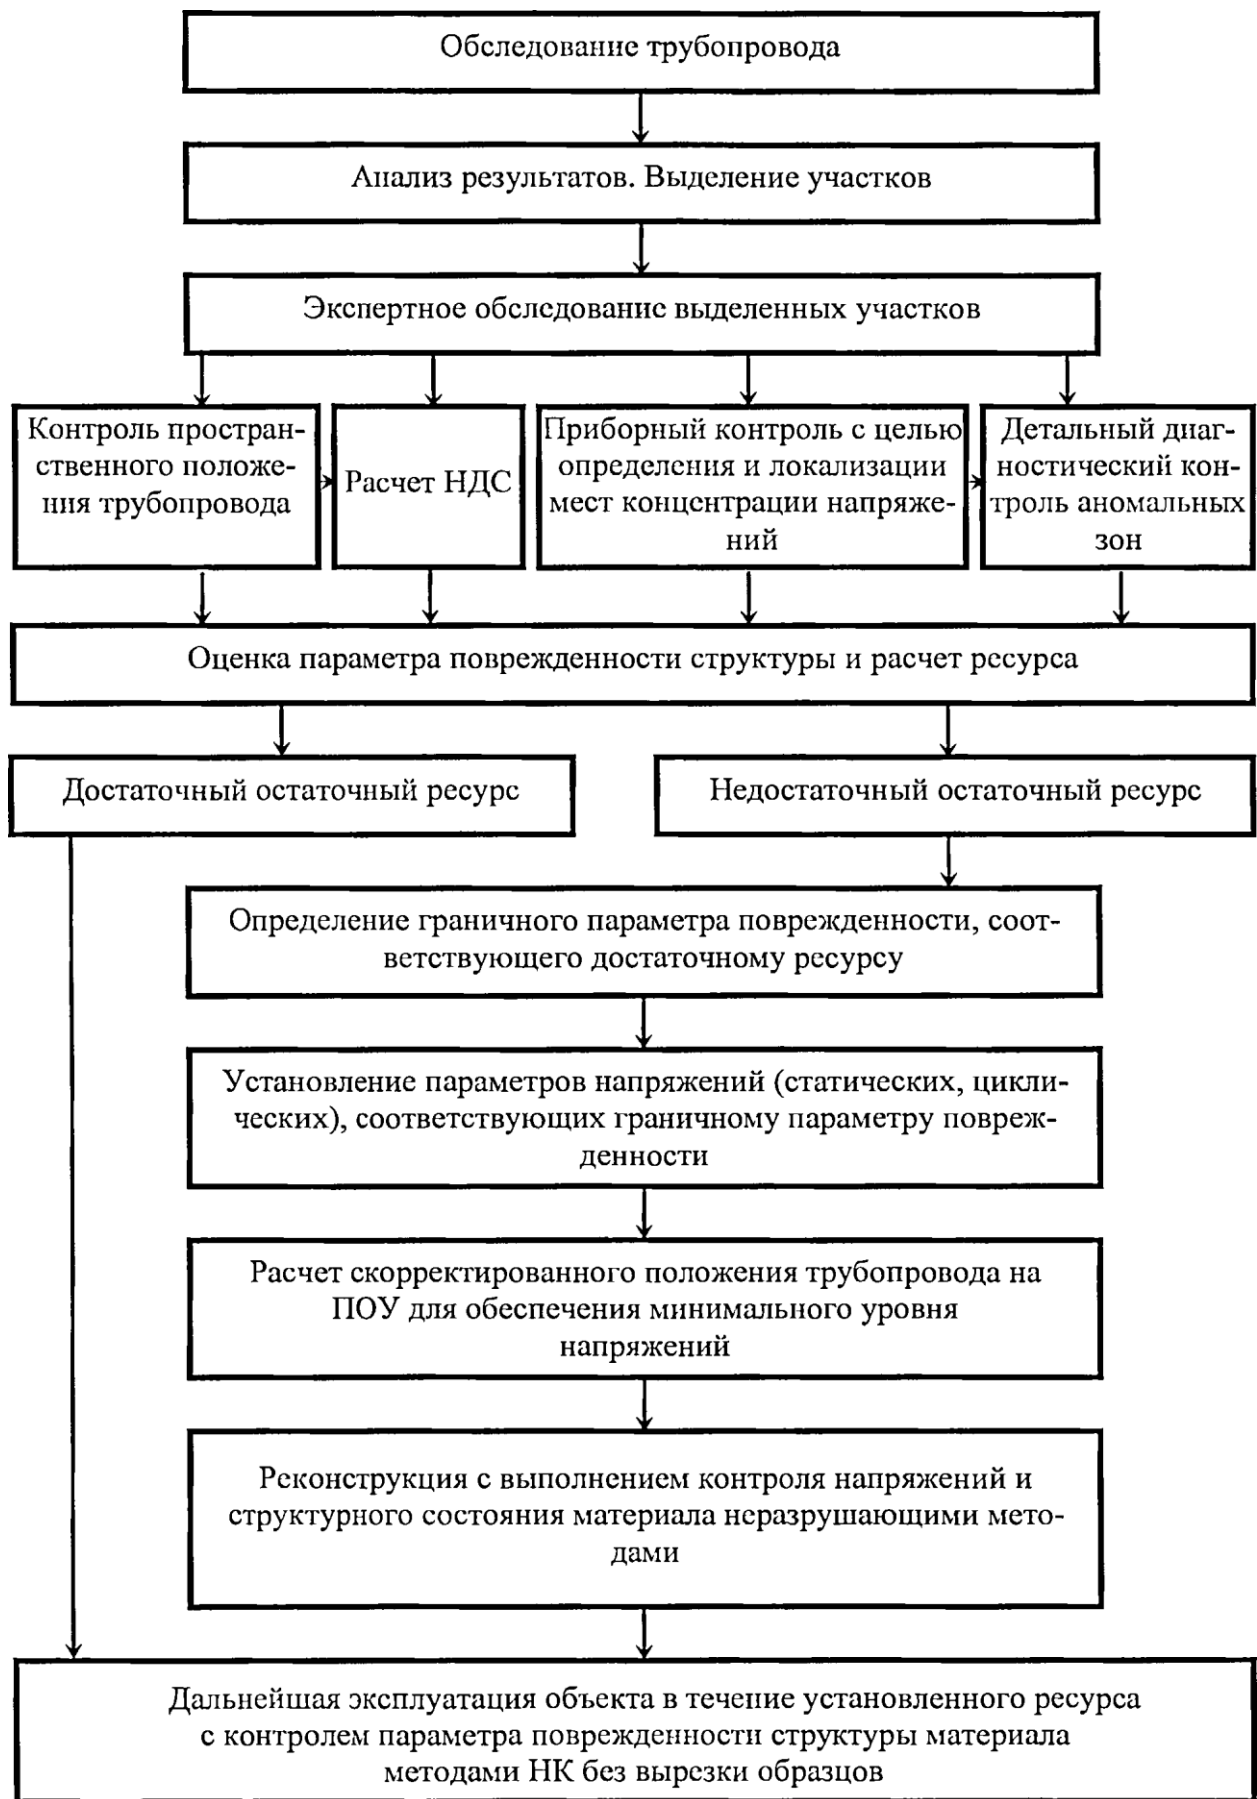 Обследование трубопровода
Анализ результатов. Выделение участков
Экспертное обследование выделенных участков
Контроль простран-
ственного положе-
ния трубопровода
Расчет НДС
Приборный контроль с целью
определения и локализации
мест концентрации напряже-
ний
Детальный диаг-
ностический кон-
троль аномальных
зон
Оценка параметра поврежденности структуры и расчет ресурса
Достаточный остаточный ресурс
Недостаточный остаточный ресурс
Определение граничного параметра поврежденности, соот-
ветствующего достаточному ресурсу
Установление параметров напряжений (статических, цикли-
ческих), соответствующих граничному параметру повреж-
денности
Расчет скорректированного положения трубопровода на
ПОУ для обеспечения минимального уровня
напряжений
Реконструкция с выполнением контроля напряжений и
структурного состояния материала неразрушающими мето-
дами
Дальнейшая эксплуатация объекта в течение установленного ресурса
с контролем параметра поврежденности структуры материала
методами НК без вырезки образцов